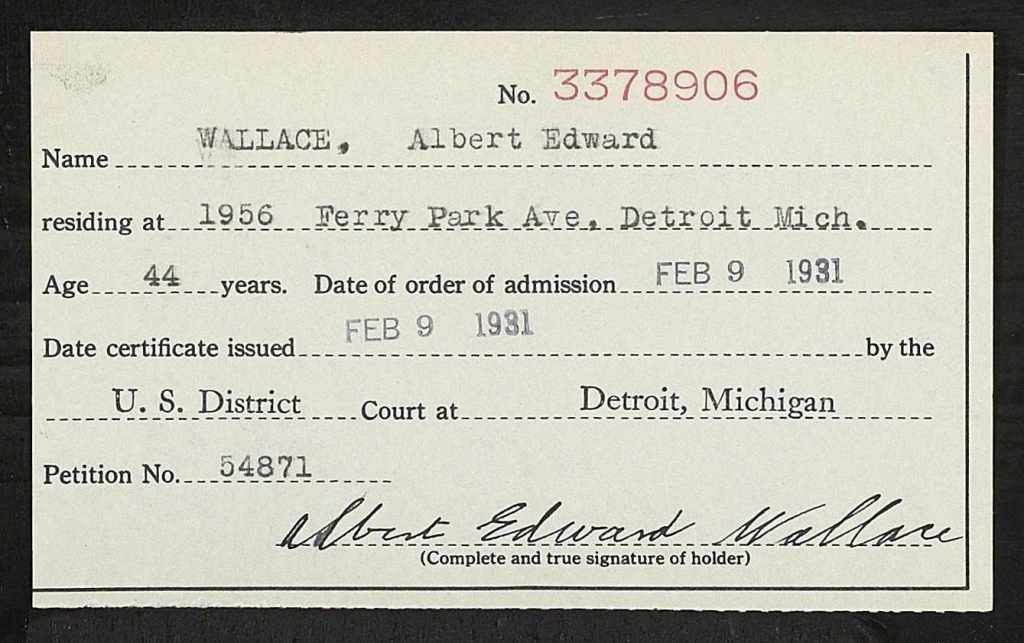 No. 3378906
Name WALLACE, Albert Edward
residing at 1956 Ferry Park Ave. Detroit Mich.
Age 44 years. Date of order of admission FEB 9 1931
Date certificate issued FEB 9 1931 by the
U. S. District Court at Detroit, Michigan
Petition No. 54871
Albert Edward Wallace
(Complete and true signature of holder)